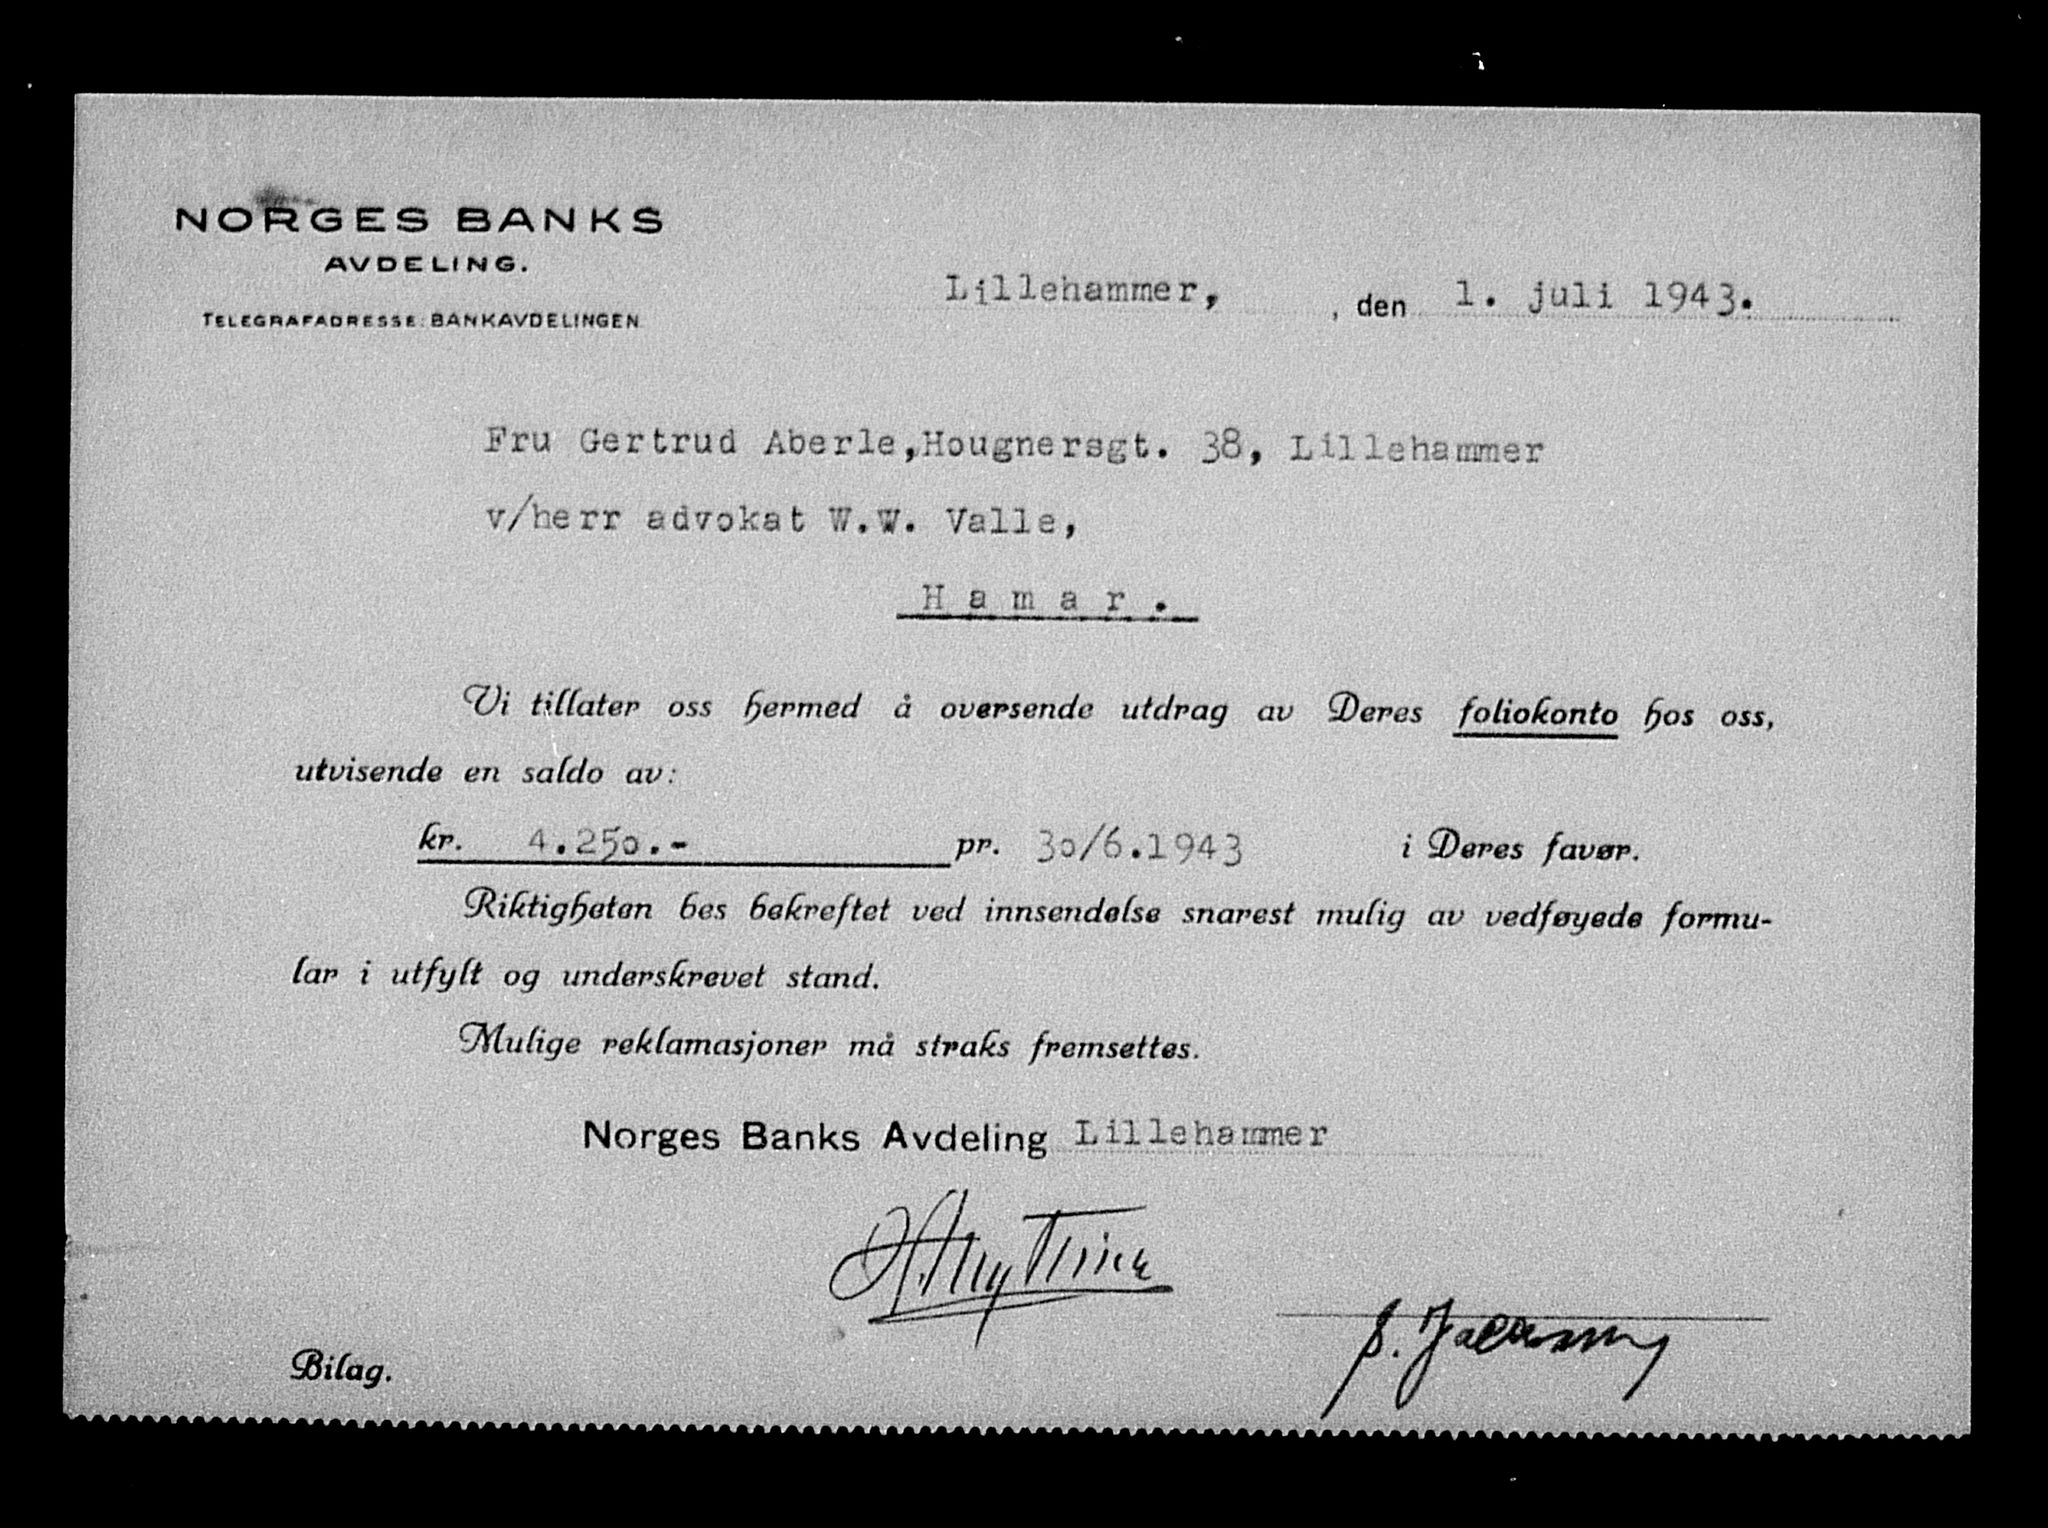 NORGES BANKS
AVDELING.
TELEGRAFADRESSE: BANKAVDELINGEN
Lillehammer, , den 1. juli 1943.
Fru Gertrud Aberle,Hougnersgt. 38, Lillehammer
v/herr advokat W.W. Valle,
Hamar.
Vi tillater oss hermed å oversende utdrag av Deres foliokonto hos oss,
utvisende en saldo av:
kr. 4.250.- pr. 30/6.1943 i Deres favør.
Riktigheten bes bekreftet ved innsendelse snarest mulig av vedføyede formu-
lar i utfylt og underskrevet stand.
Mulige reklamasjoner må straks fremsettes.
Norges Banks Avdeling Lillehammer
Bilag.